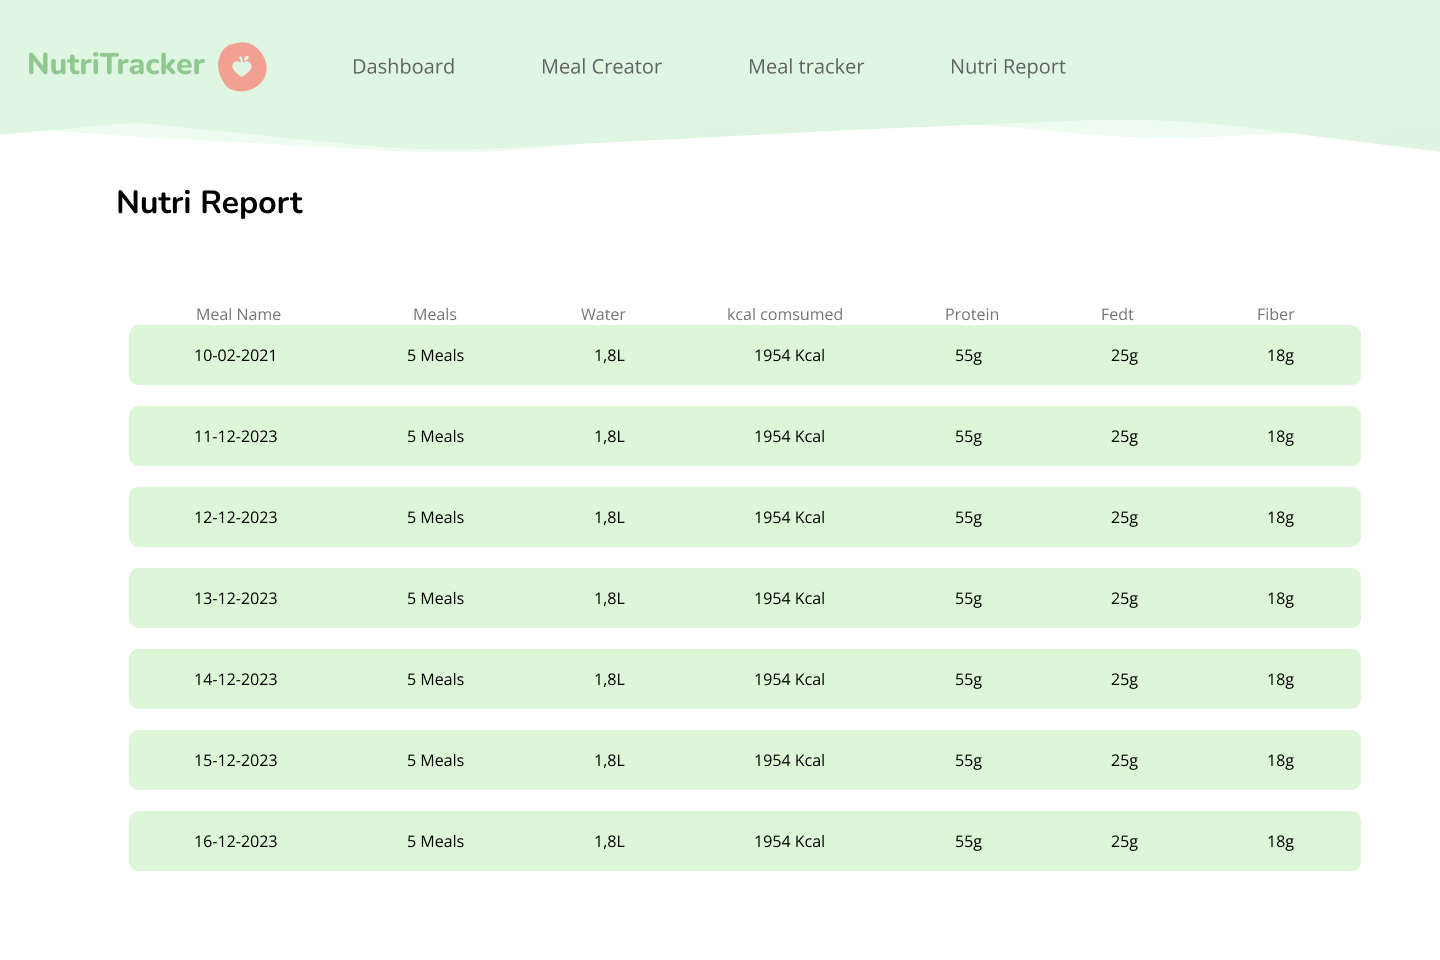 NutriTracker Dashboard Meal Creator Meal tracker Nutri Report
Nutri Report
Meal Name Meals Water kcal comsumed Protein Fedt Fiber
10-02-2021 5 Meals 1,8L 1954 Kcal 55g 25g 18g
11-12-2023 5 Meals 1,8L 1954 Kcal 55g 25g 18g
12-12-2023 5 Meals 1,8L 1954 Kcal 55g 25g 18g
13-12-2023 5 Meals 1,8L 1954 Kcal 55g 25g 18g
14-12-2023 5 Meals 1,8L 1954 Kcal 55g 25g 18g
15-12-2023 5 Meals 1,8L 1954 Kcal 55g 25g 18g
16-12-2023 5 Meals 1,8L 1954 Kcal 55g 25g 18g